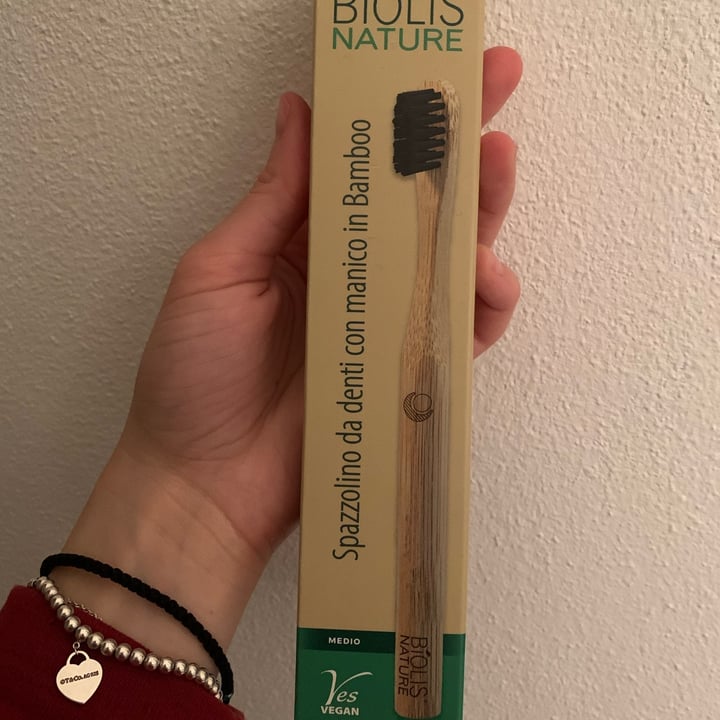 BIOLIS
NATURE
Spazzolino da denti con manico in Bamboo
BIOLIS
NATURE
MEDIO
Yes
VEGAN